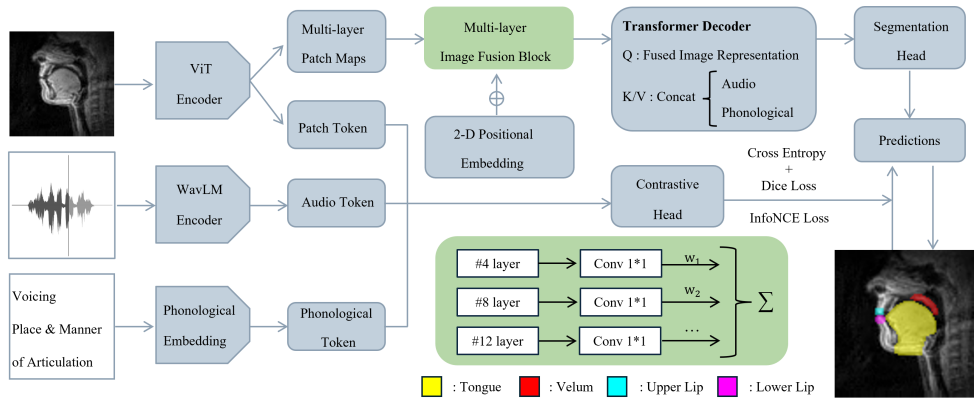 ViT
Encoder
Multi-layer
Patch Maps
Patch Token
Multi-layer
Image Fusion Block
2-D Positional
Embedding
Transformer Decoder
Q : Fused Image Representation
K/V : Concat
Audio
Phonological
Segmentation
Head
Predictions
Cross Entropy
+
Dice Loss
InfoNCE Loss
WavLM
Encoder
Audio Token
Contrastive
Head
Voicing
Place & Manner
of Articulation
Phonological
Embedding
Phonological
Token
#4 layer
Conv 1*1
w1
#8 layer
Conv 1*1
w2
#12 layer
Conv 1*1
...
∑
: Tongue
: Velum
: Upper Lip
: Lower Lip